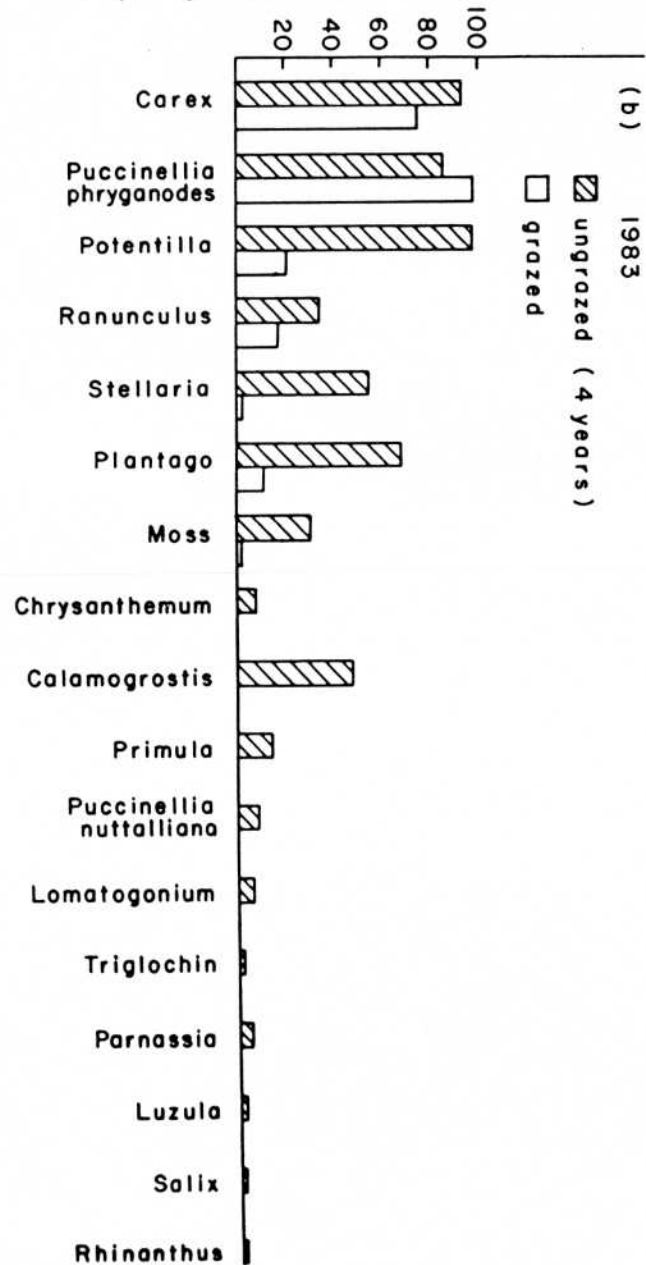 20
40
60
80
100
(b) 1983
ungrazed (4 years)
grazed
Carex
Puccinellia
phryganodes
Potentilla
Ranunculus
Stellaria
Plantago
Moss
Chrysanthemum
Calamogrostis
Primula
Puccinellia
nuttalliana
Lomatogonium
Triglochin
Parnassia
Luzula
Salix
Rhinanthus